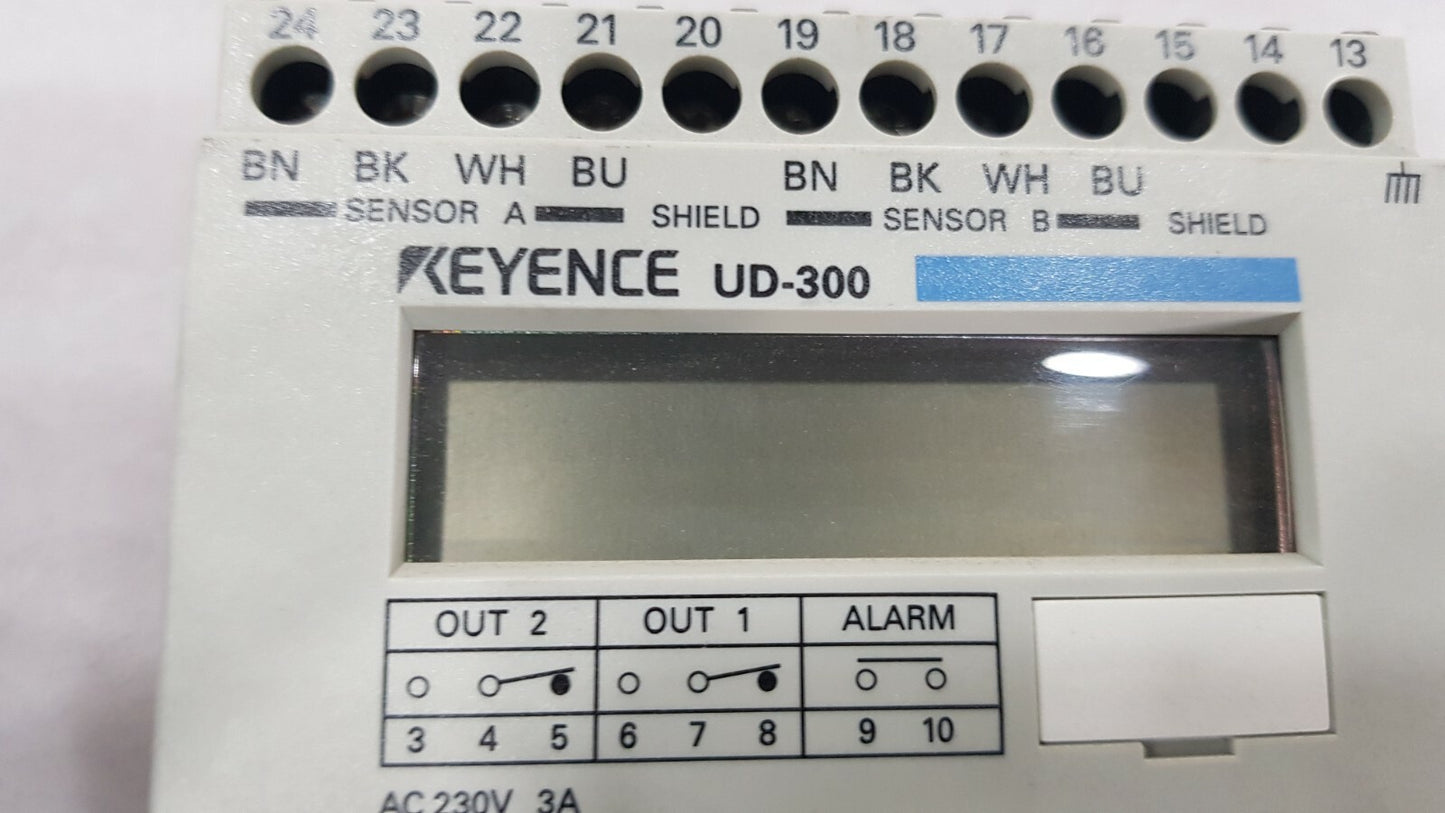 24 23 22 21 20 19 18 17 16 15 14 13
BN BK WH BU BN BK WH BU
SENSOR A SHIELD SENSOR B SHIELD
KEYENCE UD-300
OUT 2 OUT 1 ALARM
3 4 5 6 7 8 9 10
AC 230V 3A